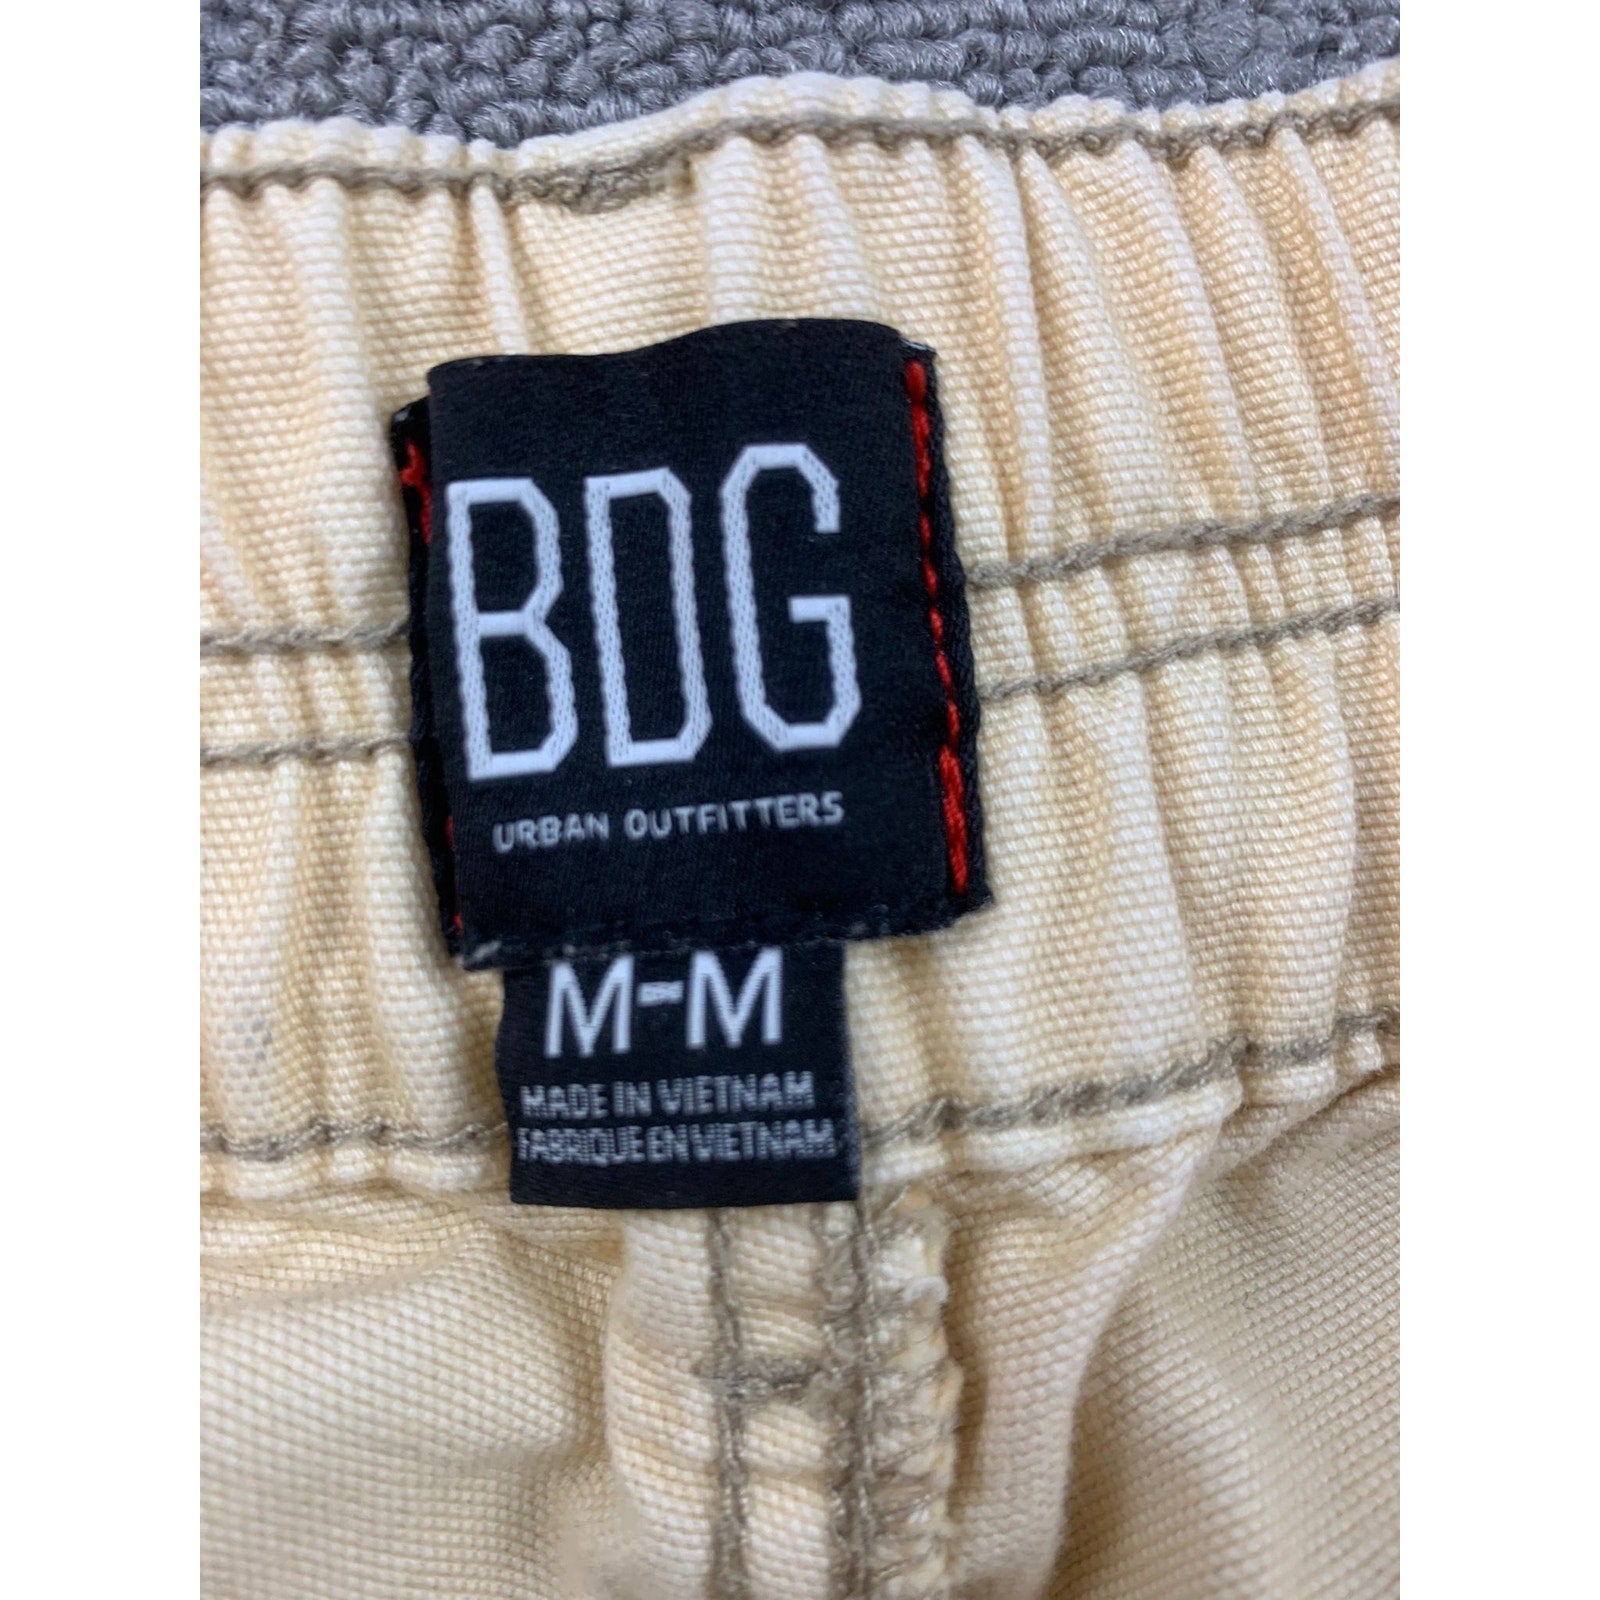 BDG
URBAN OUTFITTERS
M-M
MADE IN VIETNAM
FABRIQUE EN VIETNAM